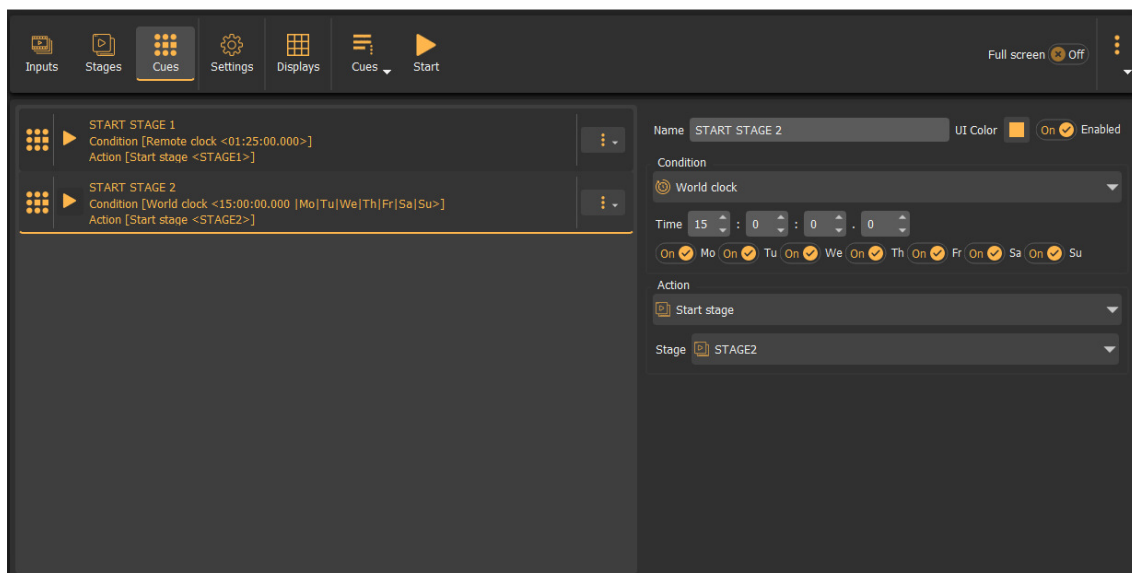 Inputs Stages Cues Settings Displays Cues Start Full screen Off
START STAGE 1
Condition [Remote clock <01:25:00.000>]
Action [Start stage <STAGE1>]
START STAGE 2
Condition [World clock <15:00:00.000 |Mo|Tu|We|Th|Fr|Sa|Su>]
Action [Start stage <STAGE2>]
Name START STAGE 2 UI Color On Enabled
Condition
World clock
Time 15 : 0 : 0 . 0
On Mo On Tu On We On Th On Fr On Sa On Su
Action
Start stage
Stage STAGE2